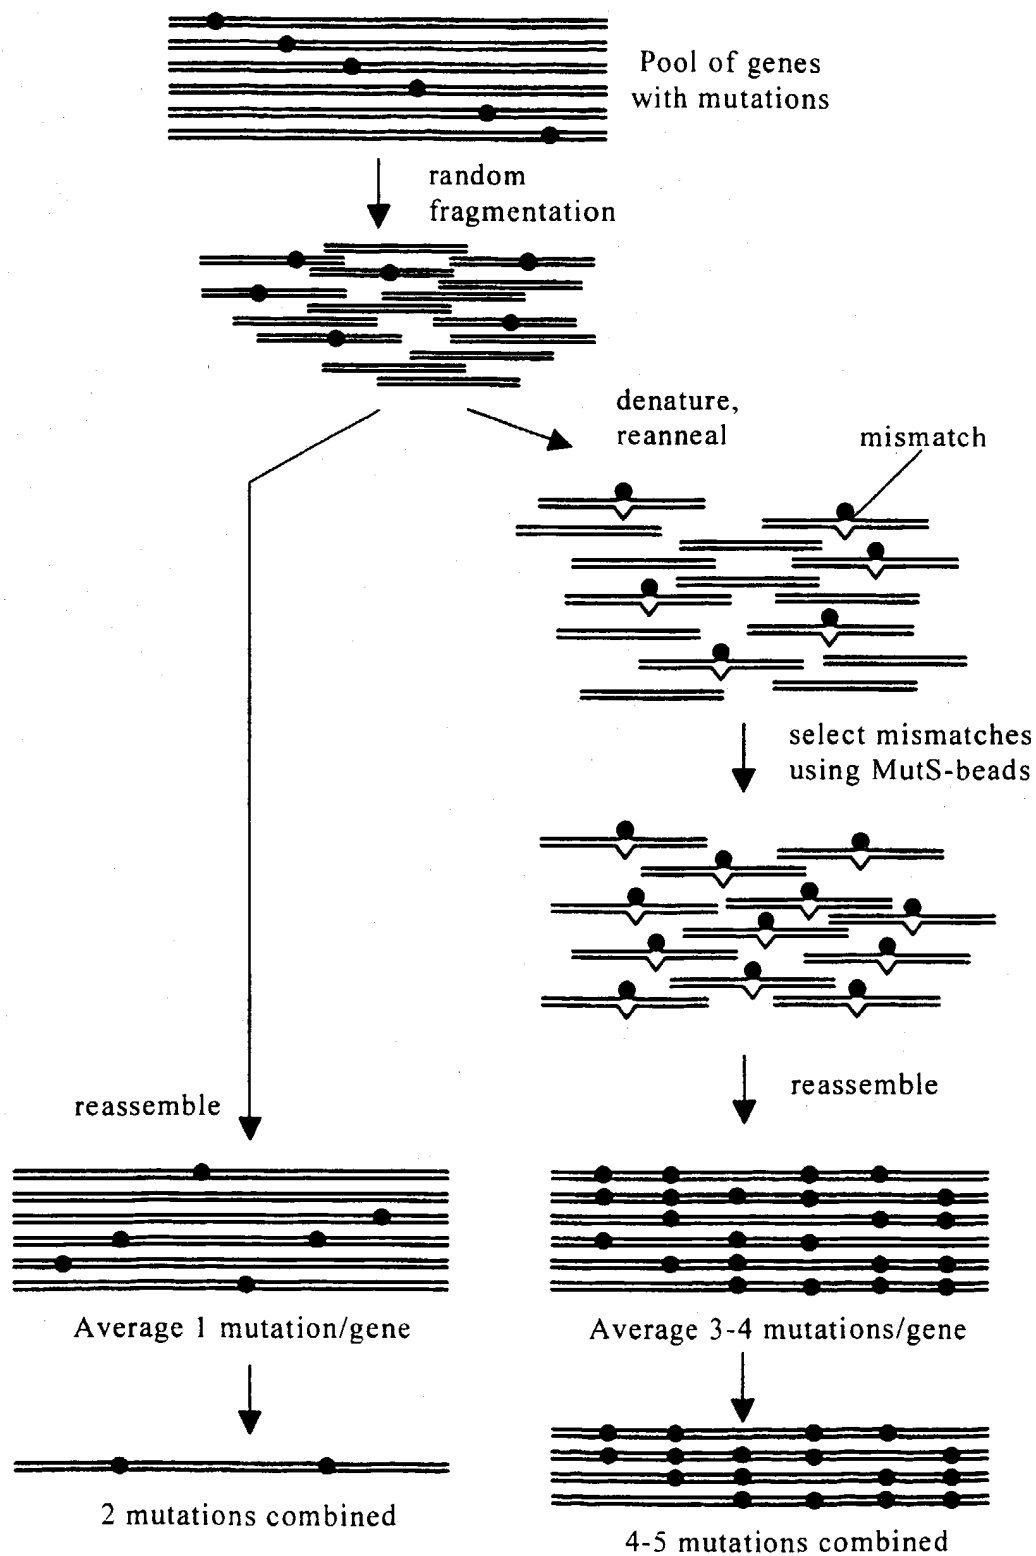 Pool of genes
with mutations
random
fragmentation
denature,
reanneal
mismatch
select mismatches
using MutS-beads
reassemble
reassemble
Average 1 mutation/gene
Average 3-4 mutations/gene
2 mutations combined
4-5 mutations combined